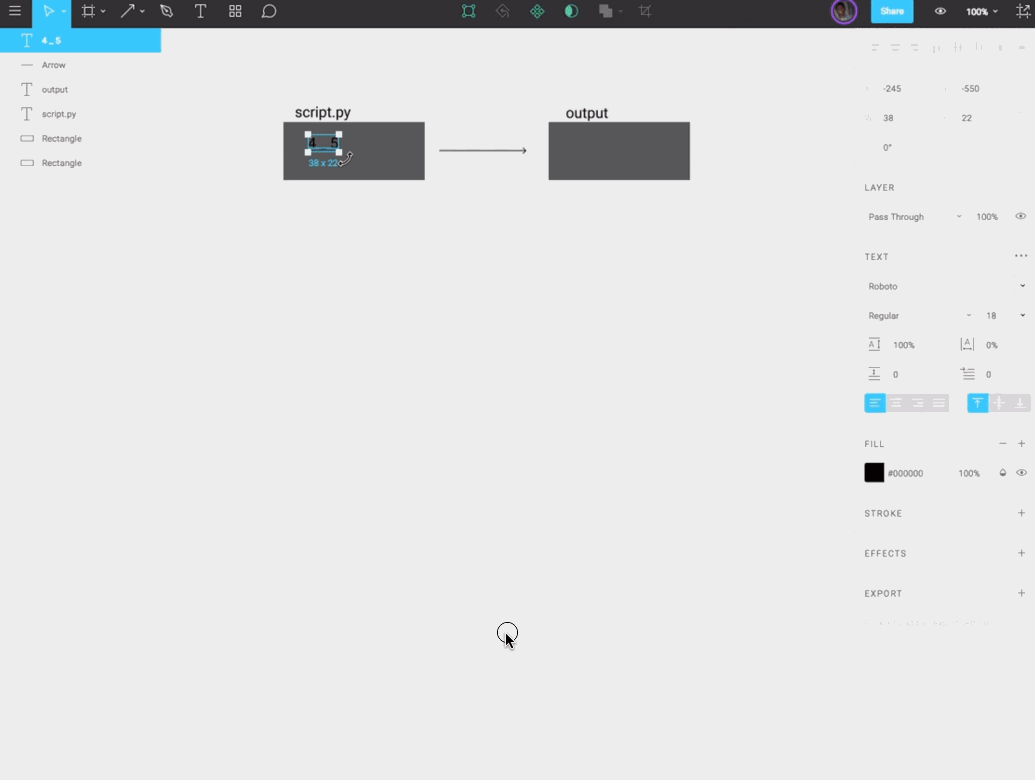 Share
100%
4 _ 5
Arrow
output
script.py
Rectangle
Rectangle
script.py
output
4 _ 5
38 x 22
-245
-550
38
22
0°
LAYER
Pass Through
100%
TEXT
Roboto
Regular
18
100%
0%
0
0
FILL
#000000
100%
STROKE
EFFECTS
EXPORT